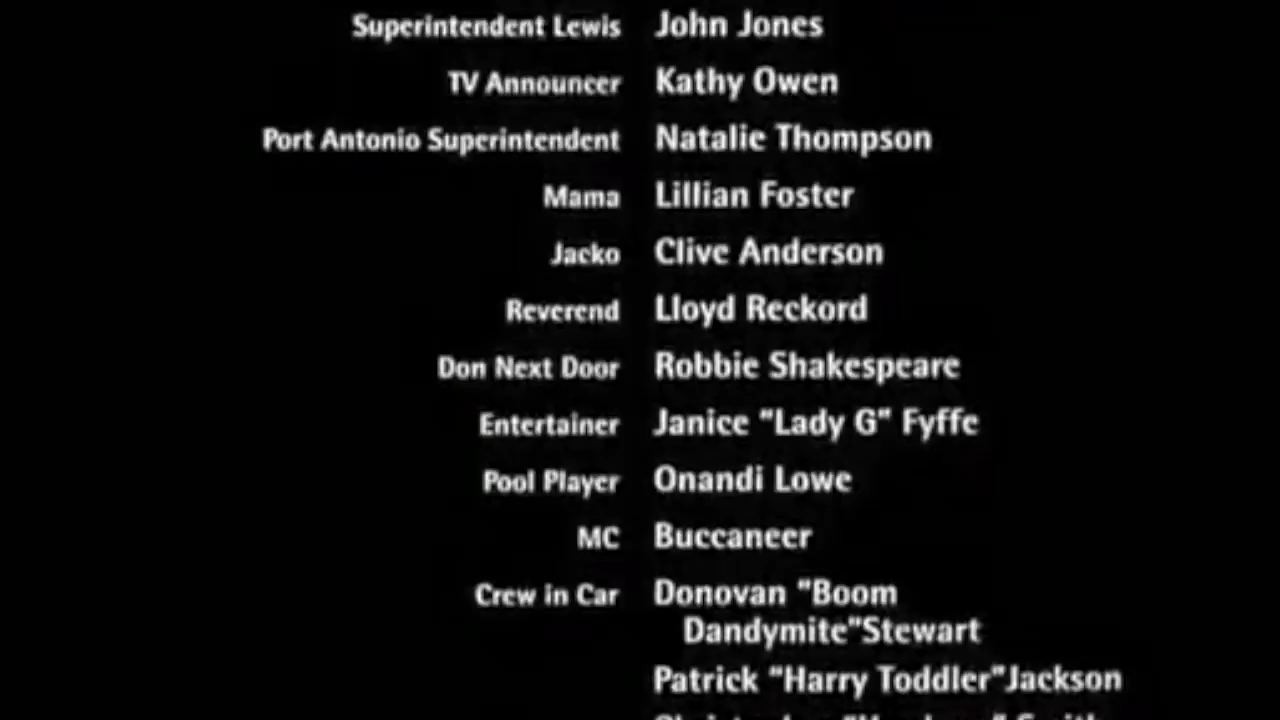 Superintendent Lewis John Jones
TV Announcer Kathy Owen
Port Antonio Superintendent Natalie Thompson
Mama Lillian Foster
Jacko Clive Anderson
Reverend Lloyd Reckord
Don Next Door Robbie Shakespeare
Entertainer Janice "Lady G" Fyffe
Pool Player Onandi Lowe
MC Buccaneer
Crew in Car Donovan "Boom
Dandymite"Stewart
Patrick "Harry Toddler"Jackson